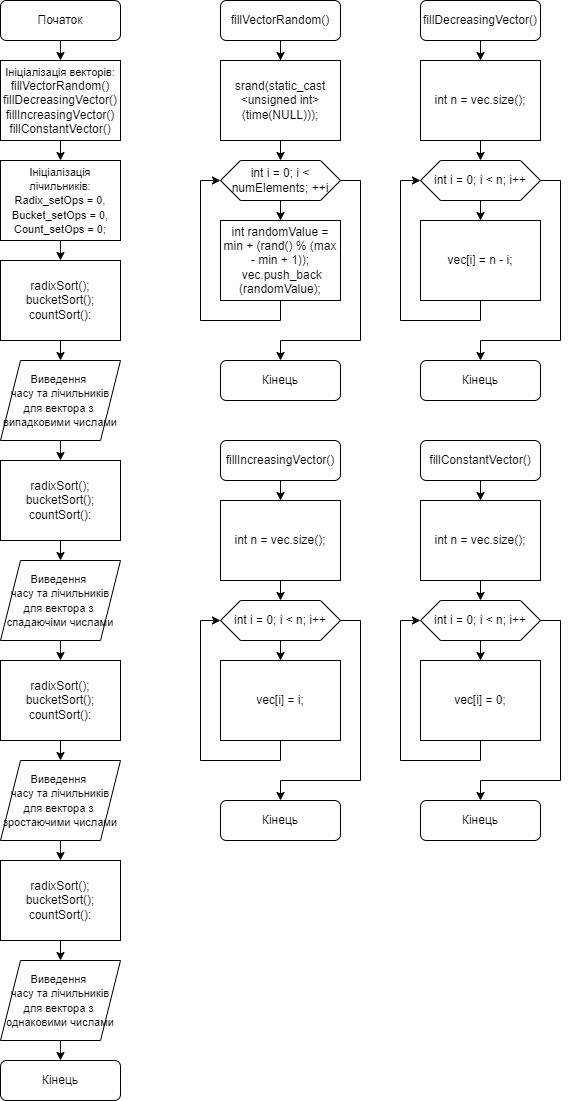 Початок
Ініціалізація векторів:
fillVectorRandom()
fillDecreasingVector()
fillIncreasingVector()
fillConstantVector()
Ініціалізація
лічильників:
Radix_setOps = 0,
Bucket_setOps = 0,
Count_setOps = 0;
radixSort();
bucketSort();
countSort():
Виведення
часу та лічильників
для вектора з
випадковими числами
radixSort();
bucketSort();
countSort():
Виведення
часу та лічильників
для вектора з
спадаючіми числами
radixSort();
bucketSort();
countSort():
Виведення
часу та лічильників
для вектора з
зростаючими числами
radixSort();
bucketSort();
countSort():
Виведення
часу та лічильників
для вектора з
однаковими числами
Кінець
fillVectorRandom()
srand(static_cast
<unsigned int>
(time(NULL)));
int i = 0; i <
numElements; ++i
int randomValue =
min + (rand() % (max
- min + 1));
vec.push_back
(randomValue);
Кінець
fillDecreasingVector()
int n = vec.size();
int i = 0; i < n; i++
vec[i] = n - i;
Кінець
fillIncreasingVector()
int n = vec.size();
int i = 0; i < n; i++
vec[i] = i;
Кінець
fillConstantVector()
int n = vec.size();
int i = 0; i < n; i++
vec[i] = 0;
Кінець